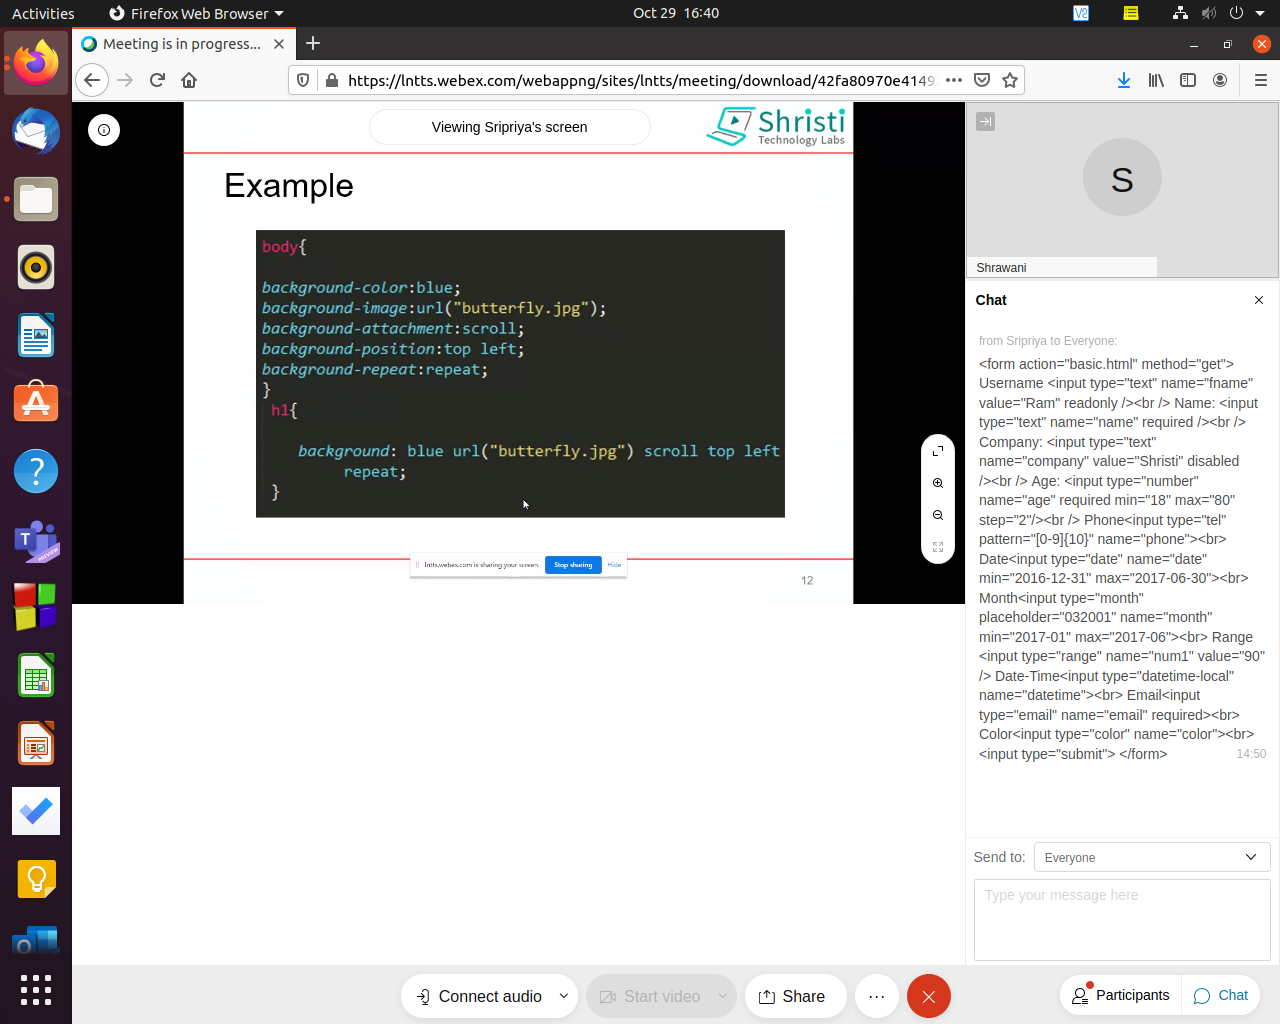 Activities
Firefox Web Browser
Oct 29 16:40
Meeting is in progress...
https://lntts.webex.com/webappng/sites/lntts/meeting/download/42fa80970e4149
Viewing Sripriya's screen
Shristi
Technology Labs
Example
body{
background-color:blue;
background-image:url("butterfly.jpg");
background-attachment:scroll;
background-position:top left;
background-repeat:repeat;
}
h1{
background: blue url("butterfly.jpg") scroll top left
repeat;
}
lntts.webex.com is sharing your screen.
Stop sharing
Hide
12
S
Shrawani
Chat
from Sripriya to Everyone:
<form action="basic.html" method="get">
Username <input type="text" name="fname"
value="Ram" readonly /><br /> Name: <input
type="text" name="name" required /><br />
Company: <input type="text"
name="company" value="Shristi" disabled
/><br /> Age: <input type="number"
name="age" required min="18" max="80"
step="2"/><br /> Phone<input type="tel"
pattern="[0-9]{10}" name="phone"><br>
Date<input type="date" name="date"
min="2016-12-31" max="2017-06-30"><br>
Month<input type="month"
placeholder="032001" name="month"
min="2017-01" max="2017-06"><br> Range
<input type="range" name="num1" value="90"
/> Date-Time<input type="datetime-local"
name="datetime"><br> Email<input
type="email" name="email" required><br>
Color<input type="color" name="color"><br>
<input type="submit"> </form>
14:50
Send to:
Everyone
Type your message here
Connect audio
Start video
Share
Participants
Chat